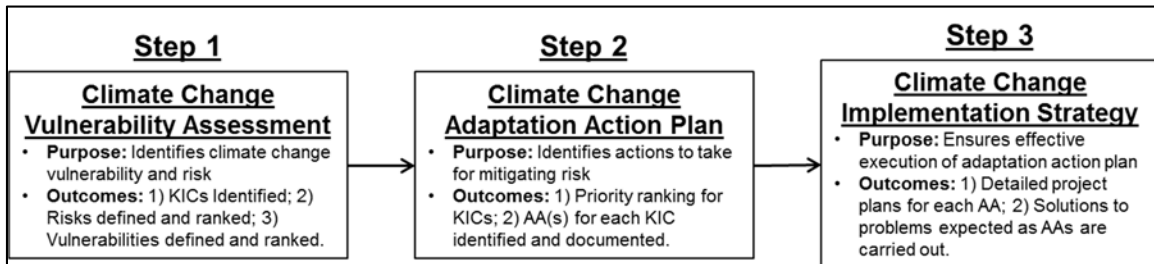 Step 1
Climate Change
Vulnerability Assessment
• Purpose: Identifies climate change
vulnerability and risk
• Outcomes: 1) KICs Identified; 2)
Risks defined and ranked; 3)
Vulnerabilities defined and ranked.
Step 2
Climate Change
Adaptation Action Plan
• Purpose: Identifies actions to take
for mitigating risk
• Outcomes: 1) Priority ranking for
KICs; 2) AA(s) for each KIC
identified and documented.
Step 3
Climate Change
Implementation Strategy
• Purpose: Ensures effective
execution of adaptation action plan
• Outcomes: 1) Detailed project
plans for each AA; 2) Solutions to
problems expected as AAs are
carried out.